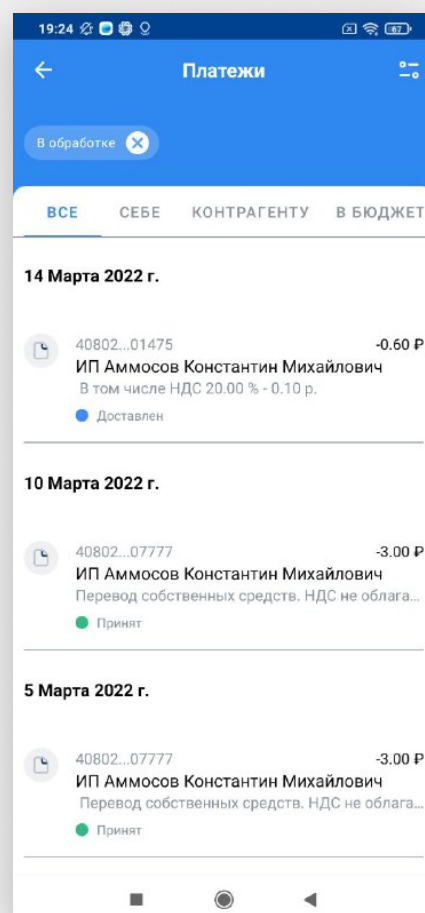 19:24
67
Платежи
В обработке
ВСЕ СЕБЕ КОНТРАГЕНТУ В БЮДЖЕТ
14 Марта 2022 г.
40802...01475 -0.60 ₽
ИП Аммосов Константин Михайлович
В том числе НДС 20.00 % - 0.10 р.
Доставлен
10 Марта 2022 г.
40802...07777 -3.00 ₽
ИП Аммосов Константин Михайлович
Перевод собственных средств. НДС не облага...
Принят
5 Марта 2022 г.
40802...07777 -3.00 ₽
ИП Аммосов Константин Михайлович
Перевод собственных средств. НДС не облага...
Принят